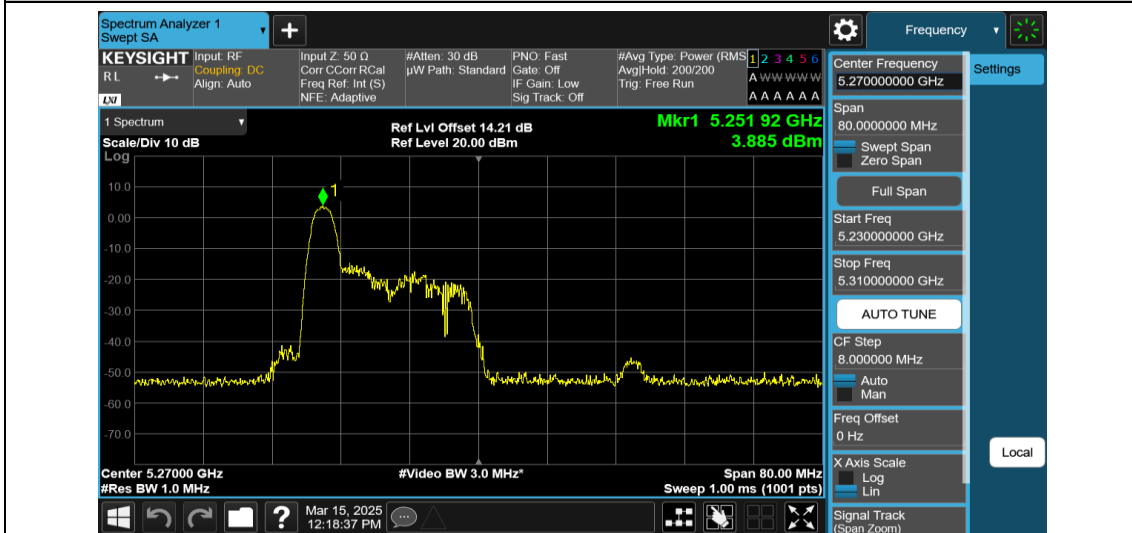 Spectrum Analyzer 1
Swept SA
Frequency
KEYSIGHT
RL
LXI
Input: RF
Coupling: DC
Align: Auto
Input Z: 50 Ω
Corr CCorr RCal
Freq Ref: Int (S)
NFE: Adaptive
#Atten: 30 dB
µW Path: Standard
PNO: Fast
Gate: Off
IF Gain: Low
Sig Track: Off
#Avg Type: Power (RMS
Avg|Hold: 200/200
Trig: Free Run
1 2 3 4 5 6
A W W W W W
A A A A A A
1 Spectrum
Scale/Div 10 dB
Log
Ref Lvl Offset 14.21 dB
Ref Level 20.00 dBm
Mkr1 5.251 92 GHz
3.885 dBm
1
10.0
0.00
-10.0
-20.0
-30.0
-40.0
-50.0
-60.0
-70.0
Center 5.27000 GHz
#Res BW 1.0 MHz
#Video BW 3.0 MHz*
Span 80.00 MHz
Sweep 1.00 ms (1001 pts)
Center Frequency
5.270000000 GHz
Settings
Span
80.0000000 MHz
Swept Span
Zero Span
Full Span
Start Freq
5.230000000 GHz
Stop Freq
5.310000000 GHz
AUTO TUNE
CF Step
8.000000 MHz
Auto
Man
Freq Offset
0 Hz
X Axis Scale
Log
Lin
Signal Track
(Span Zoom)
Local
?
Mar 15, 2025
12:18:37 PM